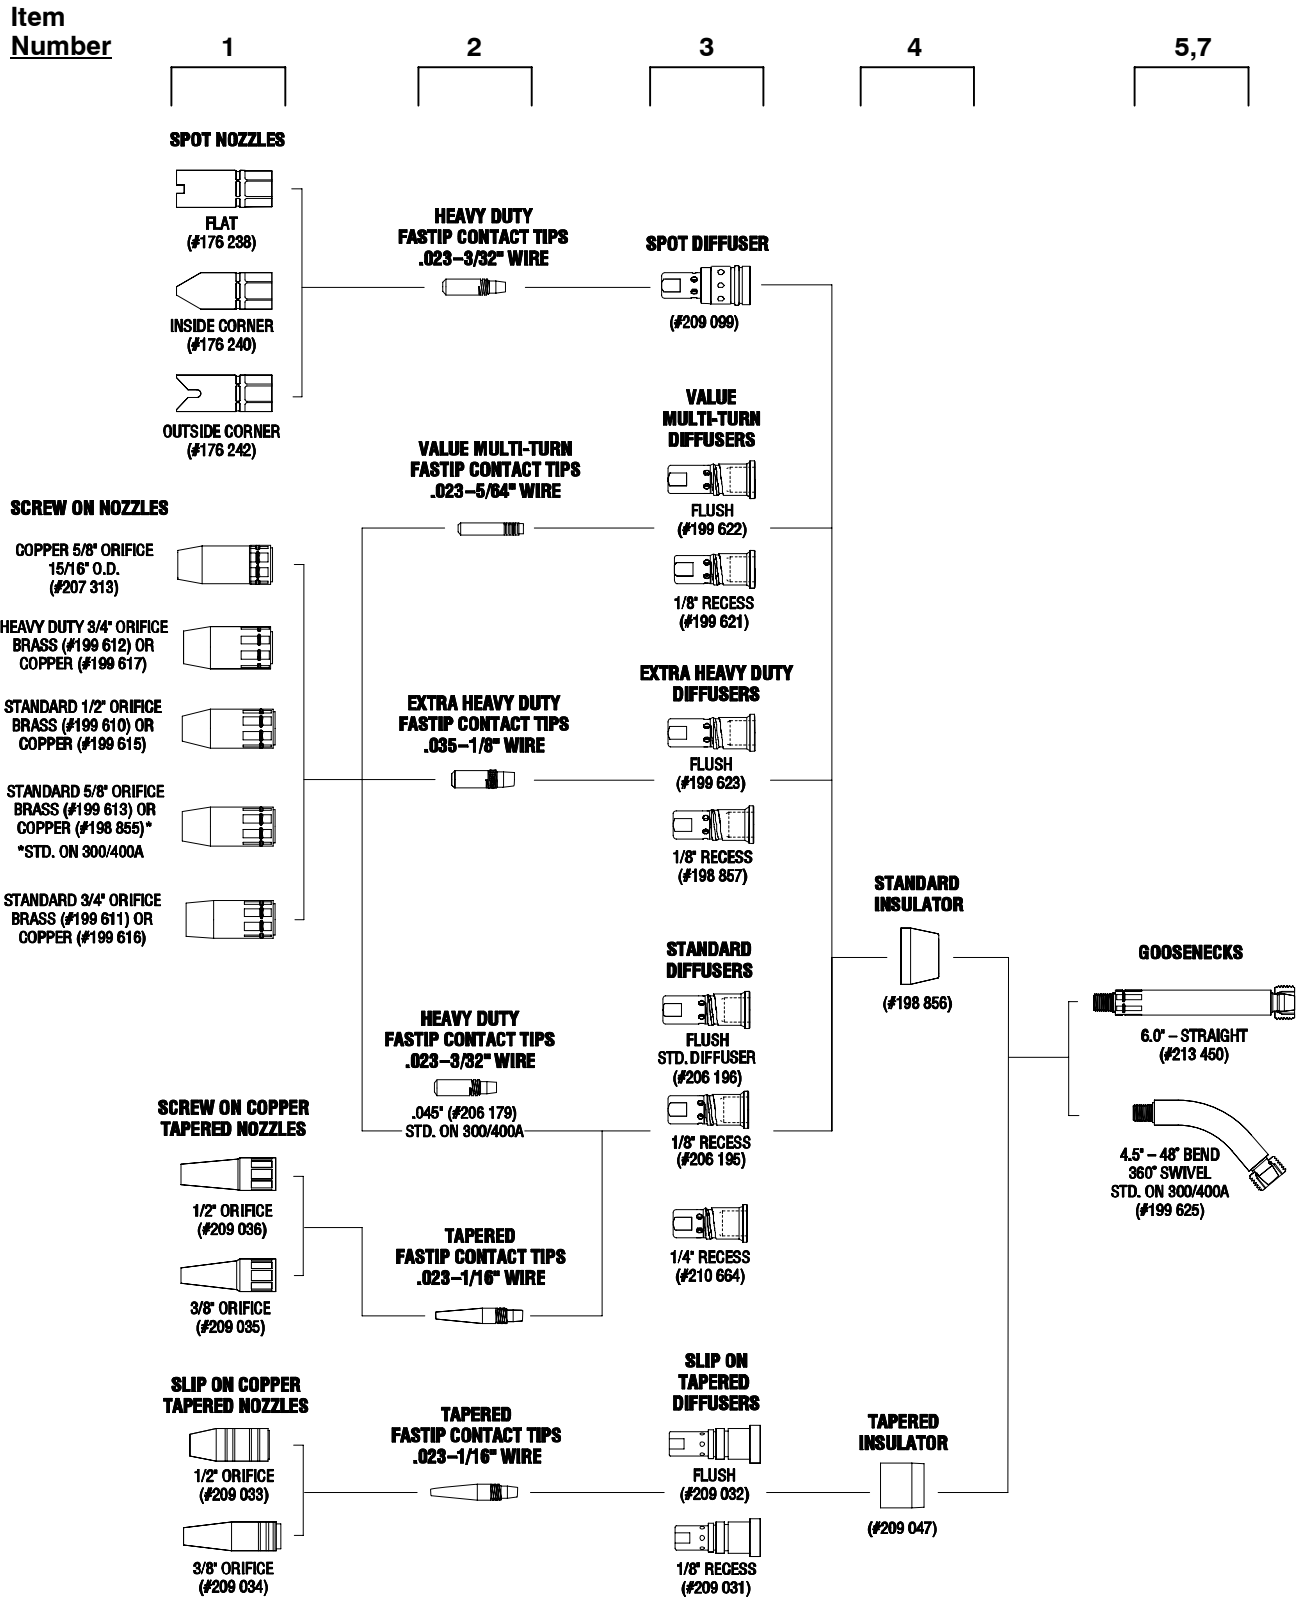 Item
Number
1
2
3
4
5,7
SPOT NOZZLES
FLAT
(#176 238)
INSIDE CORNER
(#176 240)
OUTSIDE CORNER
(#176 242)
SCREW ON NOZZLES
COPPER 5/8" ORIFICE
15/16" O.D.
(#207 313)
HEAVY DUTY 3/4" ORIFICE
BRASS (#199 612) OR
COPPER (#199 617)
STANDARD 1/2" ORIFICE
BRASS (#199 610) OR
COPPER (#199 615)
STANDARD 5/8" ORIFICE
BRASS (#199 613) OR
COPPER (#198 855)*
*STD. ON 300/400A
STANDARD 3/4" ORIFICE
BRASS (#199 611) OR
COPPER (#199 616)
SCREW ON COPPER
TAPERED NOZZLES
1/2" ORIFICE
(#209 036)
3/8" ORIFICE
(#209 035)
SLIP ON COPPER
TAPERED NOZZLES
1/2" ORIFICE
(#209 033)
3/8" ORIFICE
(#209 034)
HEAVY DUTY
FASTIP CONTACT TIPS
.023–3/32" WIRE
VALUE MULTI-TURN
FASTIP CONTACT TIPS
.023–5/64" WIRE
EXTRA HEAVY DUTY
FASTIP CONTACT TIPS
.035–1/8" WIRE
HEAVY DUTY
FASTIP CONTACT TIPS
.023–3/32" WIRE
.045" (#206 179)
STD. ON 300/400A
TAPERED
FASTIP CONTACT TIPS
.023–1/16" WIRE
TAPERED
FASTIP CONTACT TIPS
.023–1/16" WIRE
SPOT DIFFUSER
(#209 099)
VALUE
MULTI-TURN
DIFFUSERS
FLUSH
(#199 622)
1/8" RECESS
(#199 621)
EXTRA HEAVY DUTY
DIFFUSERS
FLUSH
(#199 623)
1/8" RECESS
(#198 857)
STANDARD
DIFFUSERS
FLUSH
STD. DIFFUSER
(#206 196)
1/8" RECESS
(#206 195)
1/4" RECESS
(#210 664)
SLIP ON
TAPERED
DIFFUSERS
FLUSH
(#209 032)
1/8" RECESS
(#209 031)
STANDARD
INSULATOR
(#198 856)
TAPERED
INSULATOR
(#209 047)
GOOSENECKS
6.0" – STRAIGHT
(#213 450)
4.5" – 48° BEND
360° SWIVEL
STD. ON 300/400A
(#199 625)